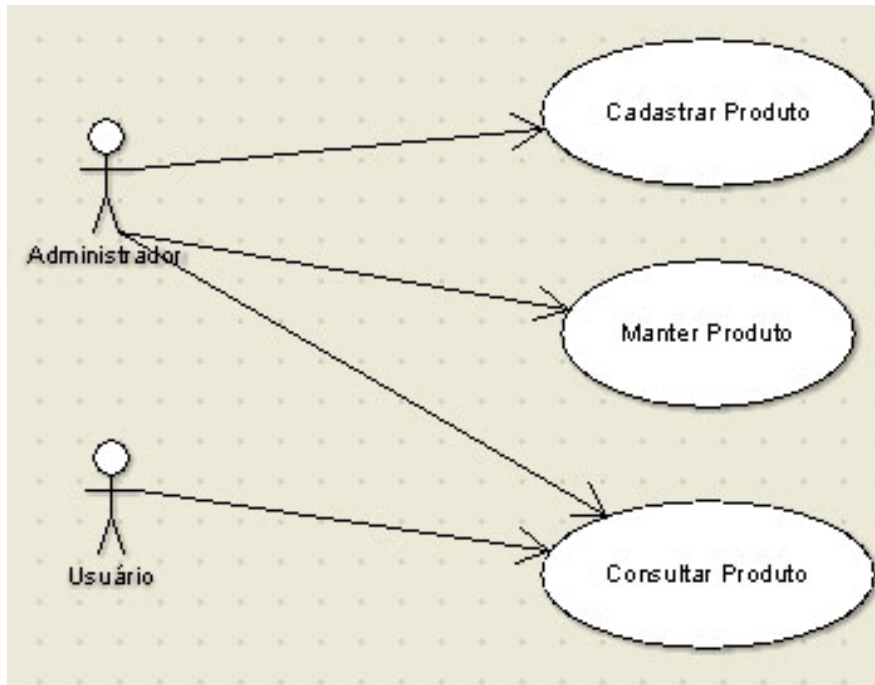 Cadastrar Produto
Administrador
Manter Produto
Usuário
Consultar Produto